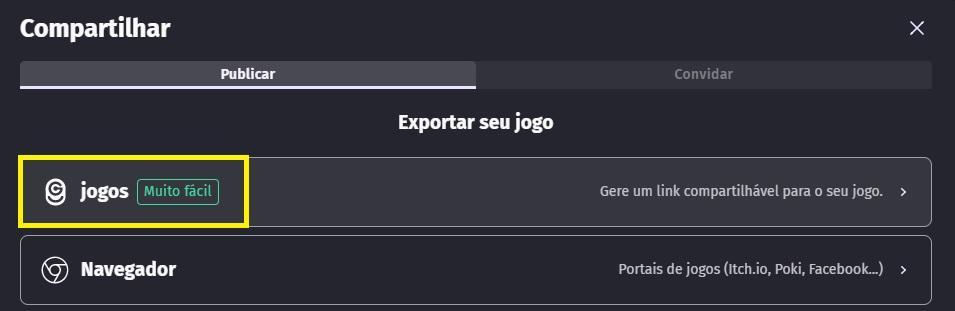 Compartilhar
Publicar
Convidar
Exportar seu jogo
jogos Muito fácil Gere um link compartilhável para o seu jogo.
Navegador Portais de jogos (Itch.io, Poki, Facebook...)